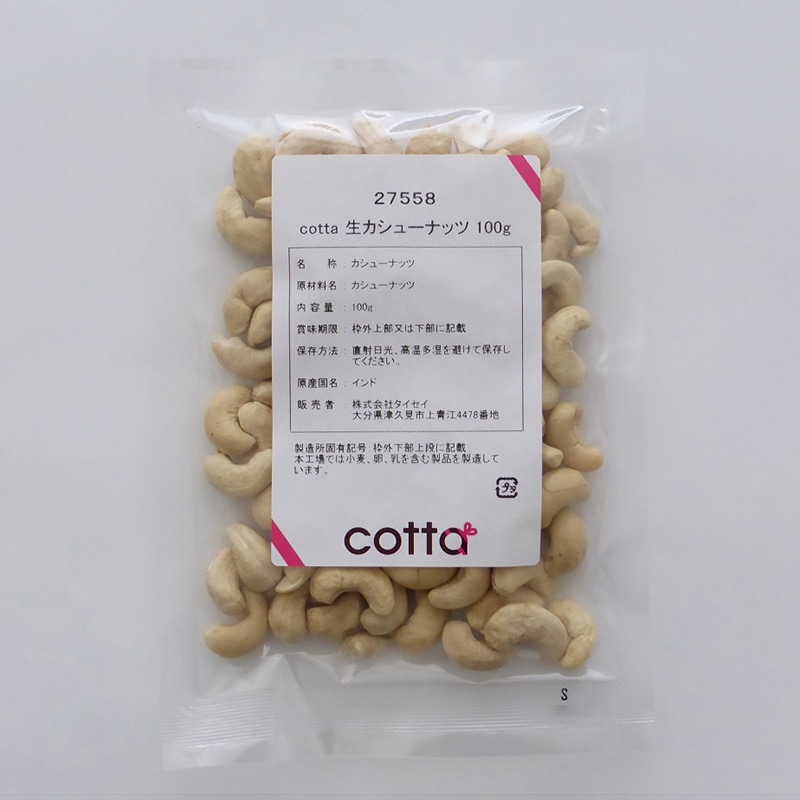 27558
cotta 生カシューナッツ 100g
名　称 : カシューナッツ
原材料名 : カシューナッツ
内容量 : 100g
賞味期限 : 枠外上部又は下部に記載
保存方法 : 直射日光、高温多湿を避けて保存し
てください。
原産国名 : インド
販売者 : 株式会社タイセイ
大分県津久見市上青江4478番地
製造所固有記号 枠外下部上段に記載
本工場では小麦、卵、乳を含む製品を製造して
います。
プラ
cotta
S